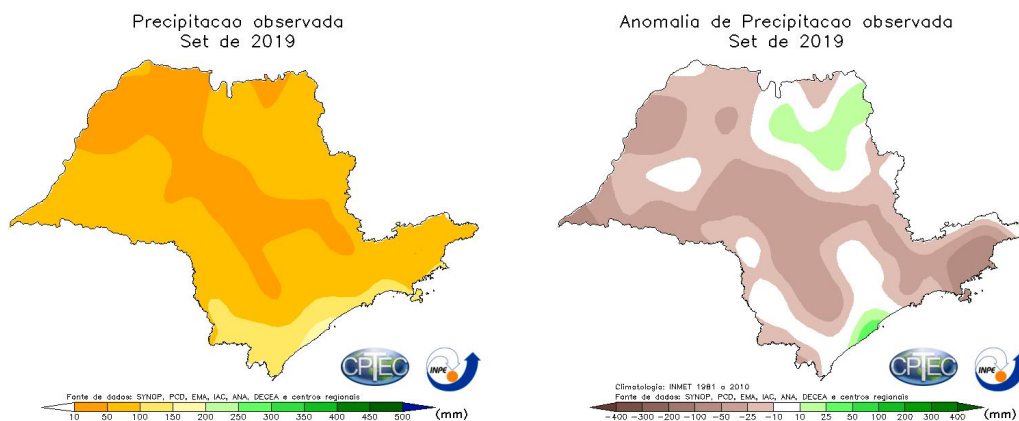 Precipitacao observada
Set de 2019
CPTEC
INPE
Fonte de dados: SYNOP, PCD, EMA, IAC, ANA, DECEA e centros regionais
10 50 100 150 200 250 300 350 400 450 500 (mm)
Anomalia de Precipitacao observada
Set de 2019
CPTEC
INPE
Climatologia: INMET 1981 a 2010
Fonte de dados: SYNOP, PCD, EMA, IAC, ANA, DECEA e centros regionais
-400 -300 -200 -100 -50 -25 -10 10 25 50 100 200 300 400 (mm)